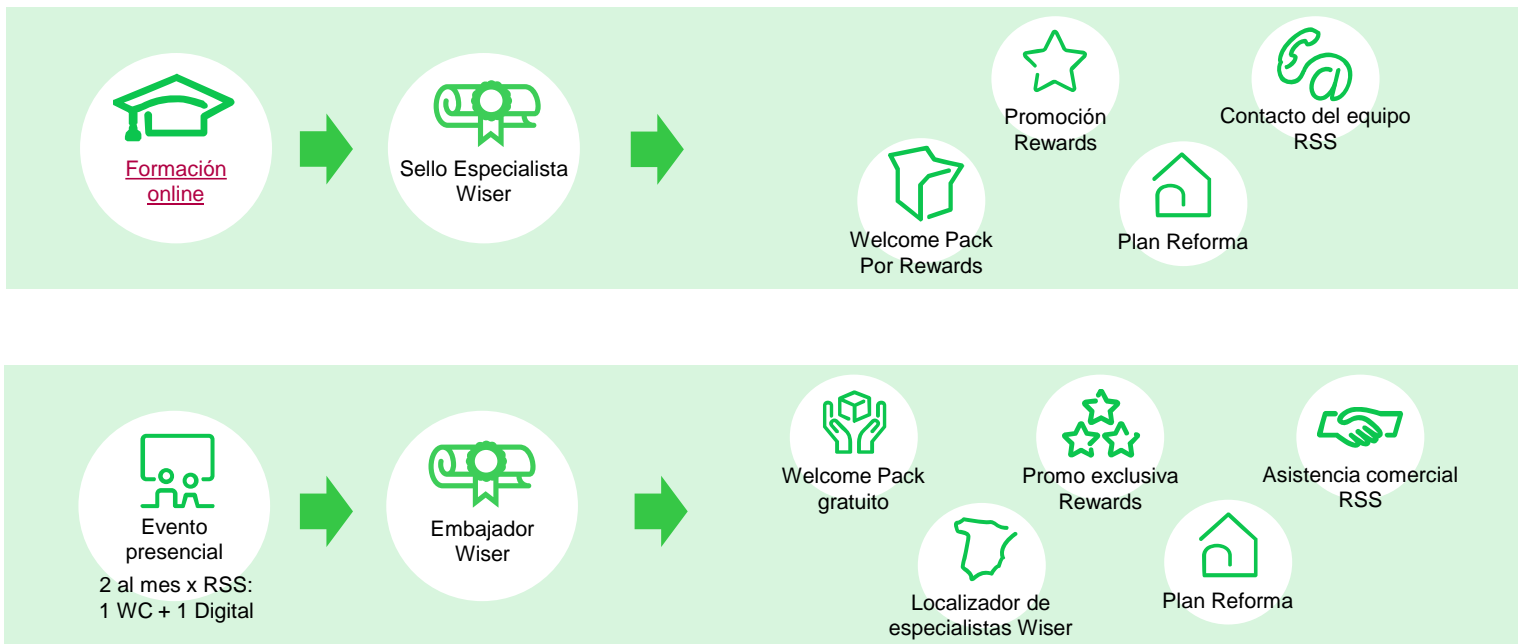 Formación
online
Sello Especialista
Wiser
Promoción
Rewards
Contacto del equipo
RSS
Welcome Pack
Por Rewards
Plan Reforma
Evento
presencial
2 al mes x RSS:
1 WC + 1 Digital
Embajador
Wiser
Welcome Pack
gratuito
Promo exclusiva
Rewards
Asistencia comercial
RSS
Localizador de
especialistas Wiser
Plan Reforma